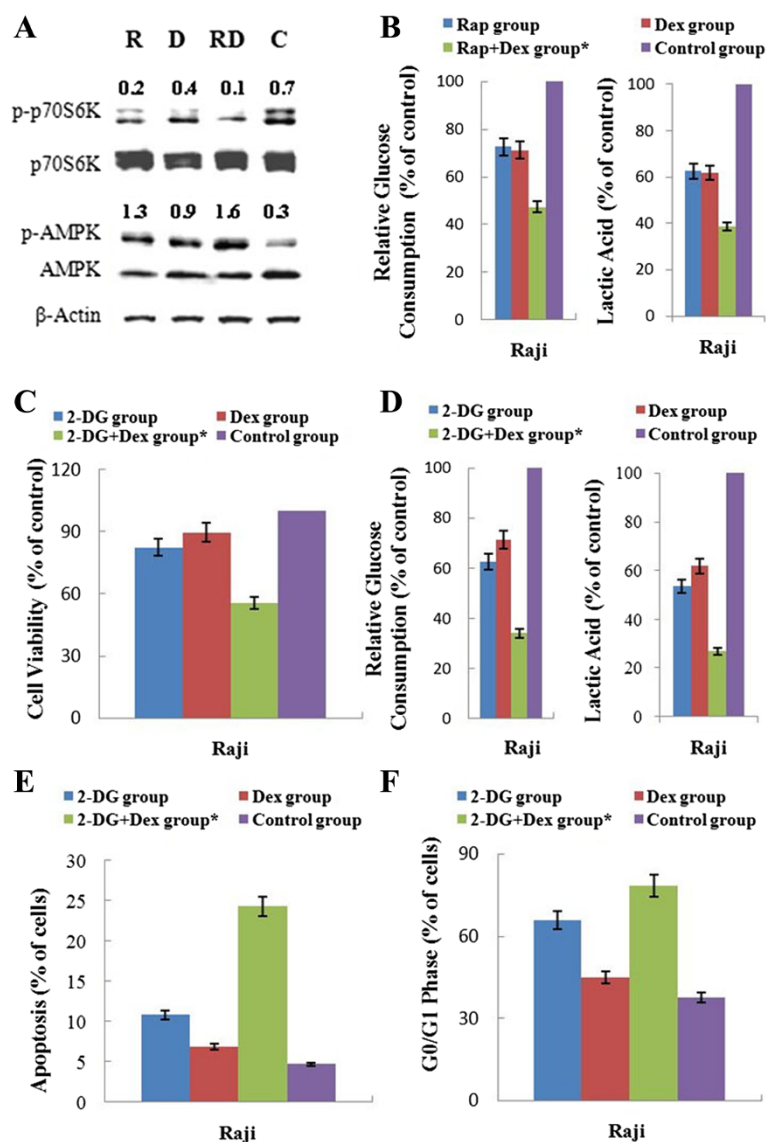 A
R D RD C
0.2 0.4 0.1 0.7
p-p70S6K
p70S6K
1.3 0.9 1.6 0.3
p-AMPK
AMPK
β-Actin
B
Rap group Dex group
Rap+Dex group* Control group
Relative Glucose
Consumption (% of control)
100
80
60
40
20
0
Raji
Lactic Acid (% of control)
100
80
60
40
20
0
Raji
C
2-DG group Dex group
2-DG+Dex group* Control group
Cell Viability (% of control)
120
90
60
30
0
Raji
D
2-DG group Dex group
2-DG+Dex group* Control group
Relative Glucose
Consumption (% of control)
100
80
60
40
20
0
Raji
Lactic Acid (% of control)
100
80
60
40
20
0
Raji
E
2-DG group Dex group
2-DG+Dex group* Control group
Apoptosis (% of cells)
30
25
20
15
10
5
0
Raji
F
2-DG group Dex group
2-DG+Dex group* Control group
G0/G1 Phase (% of cells)
90
60
30
0
Raji